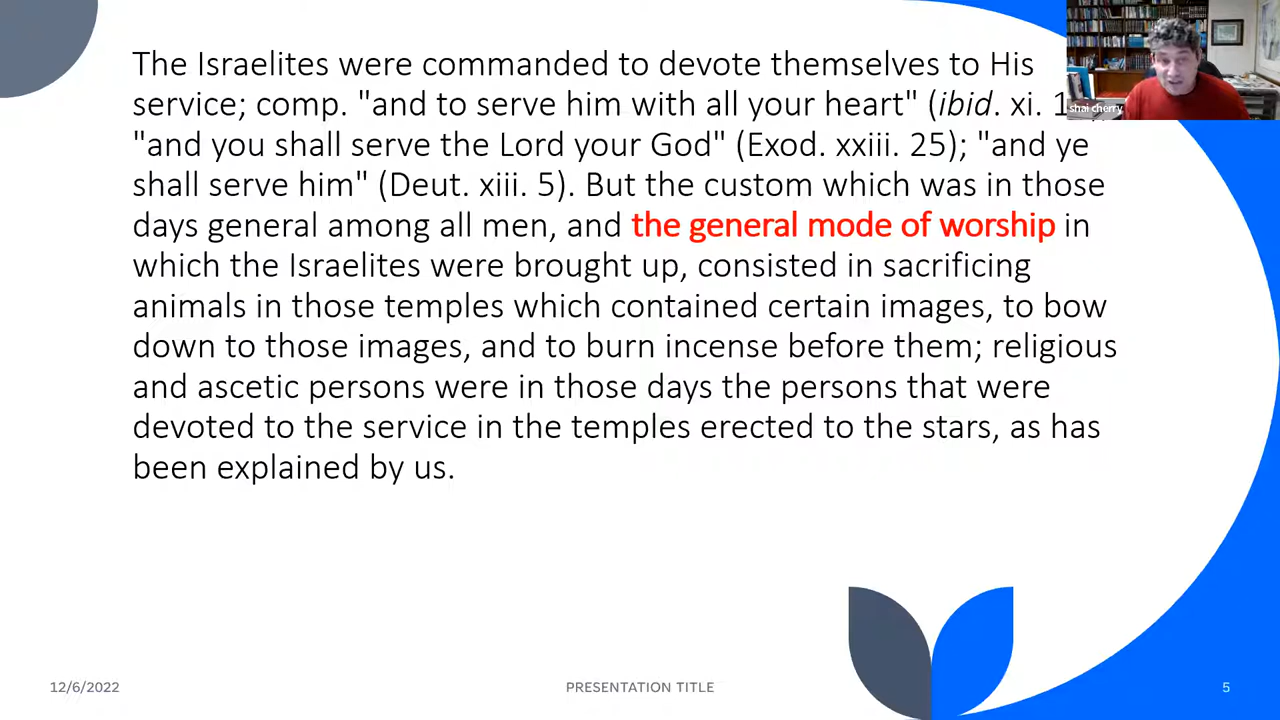 The Israelites were commanded to devote themselves to His
service; comp. "and to serve him with all your heart" (ibid. xi.
"and you shall serve the Lord your God" (Exod. xxiii. 25); "and ye
shall serve him" (Deut. xiii. 5). But the custom which was in those
days general among all men, and the general mode of worship in
which the Israelites were brought up, consisted in sacrificing
animals in those temples which contained certain images, to bow
down to those images, and to burn incense before them; religious
and ascetic persons were in those days the persons that were
devoted to the service in the temples erected to the stars, as has
been explained by us.
shai cherry
12/6/2022
PRESENTATION TITLE
5